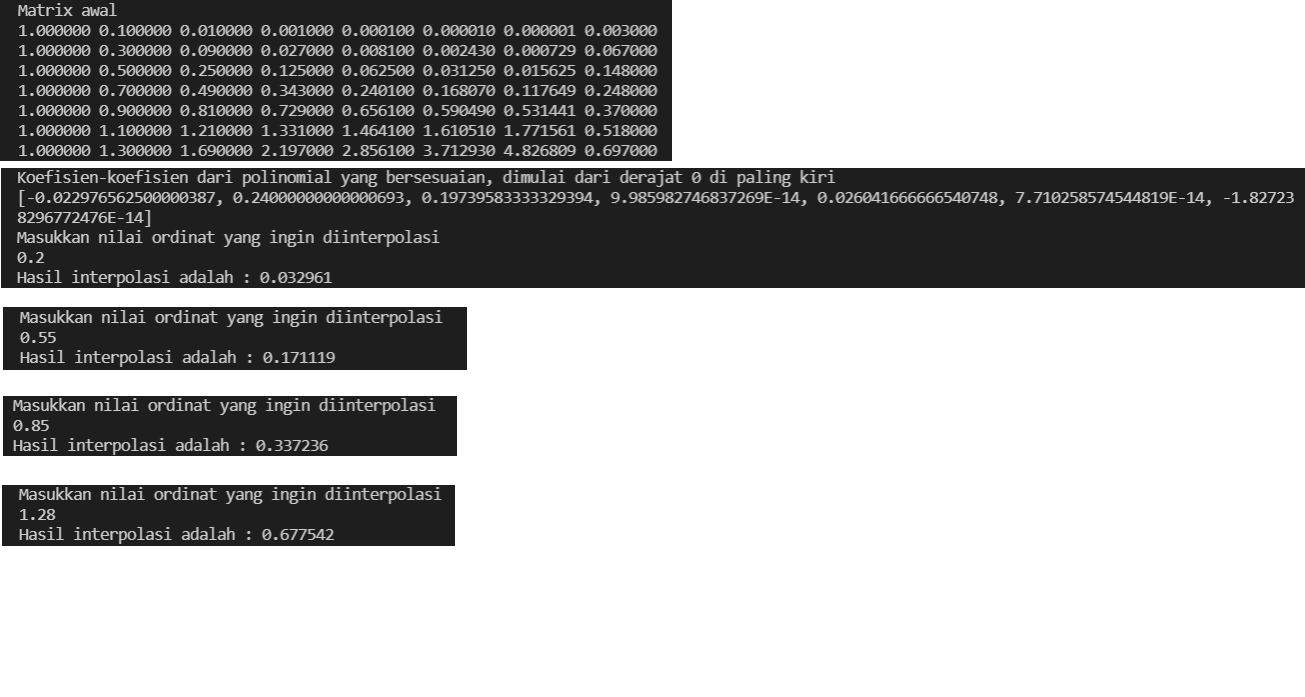 Matrix awal
1.000000 0.100000 0.010000 0.001000 0.000100 0.000010 0.000001 0.003000
1.000000 0.300000 0.090000 0.027000 0.008100 0.002430 0.000729 0.067000
1.000000 0.500000 0.250000 0.125000 0.062500 0.031250 0.015625 0.148000
1.000000 0.700000 0.490000 0.343000 0.240100 0.168070 0.117649 0.248000
1.000000 0.900000 0.810000 0.729000 0.656100 0.590490 0.531441 0.370000
1.000000 1.100000 1.210000 1.331000 1.464100 1.610510 1.771561 0.518000
1.000000 1.300000 1.690000 2.197000 2.856100 3.712930 4.826809 0.697000
Koefisien-koefisien dari polinomial yang bersesuaian, dimulai dari derajat 0 di paling kiri
[-0.022976562500000387, 0.24000000000000693, 0.19739583333329394, 9.985982746837269E-14, 0.026041666666540748, 7.710258574544819E-14, -1.82723
8296772476E-14]
Masukkan nilai ordinat yang ingin diinterpolasi
0.2
Hasil interpolasi adalah : 0.032961
Masukkan nilai ordinat yang ingin diinterpolasi
0.55
Hasil interpolasi adalah : 0.171119
Masukkan nilai ordinat yang ingin diinterpolasi
0.85
Hasil interpolasi adalah : 0.337236
Masukkan nilai ordinat yang ingin diinterpolasi
1.28
Hasil interpolasi adalah : 0.677542